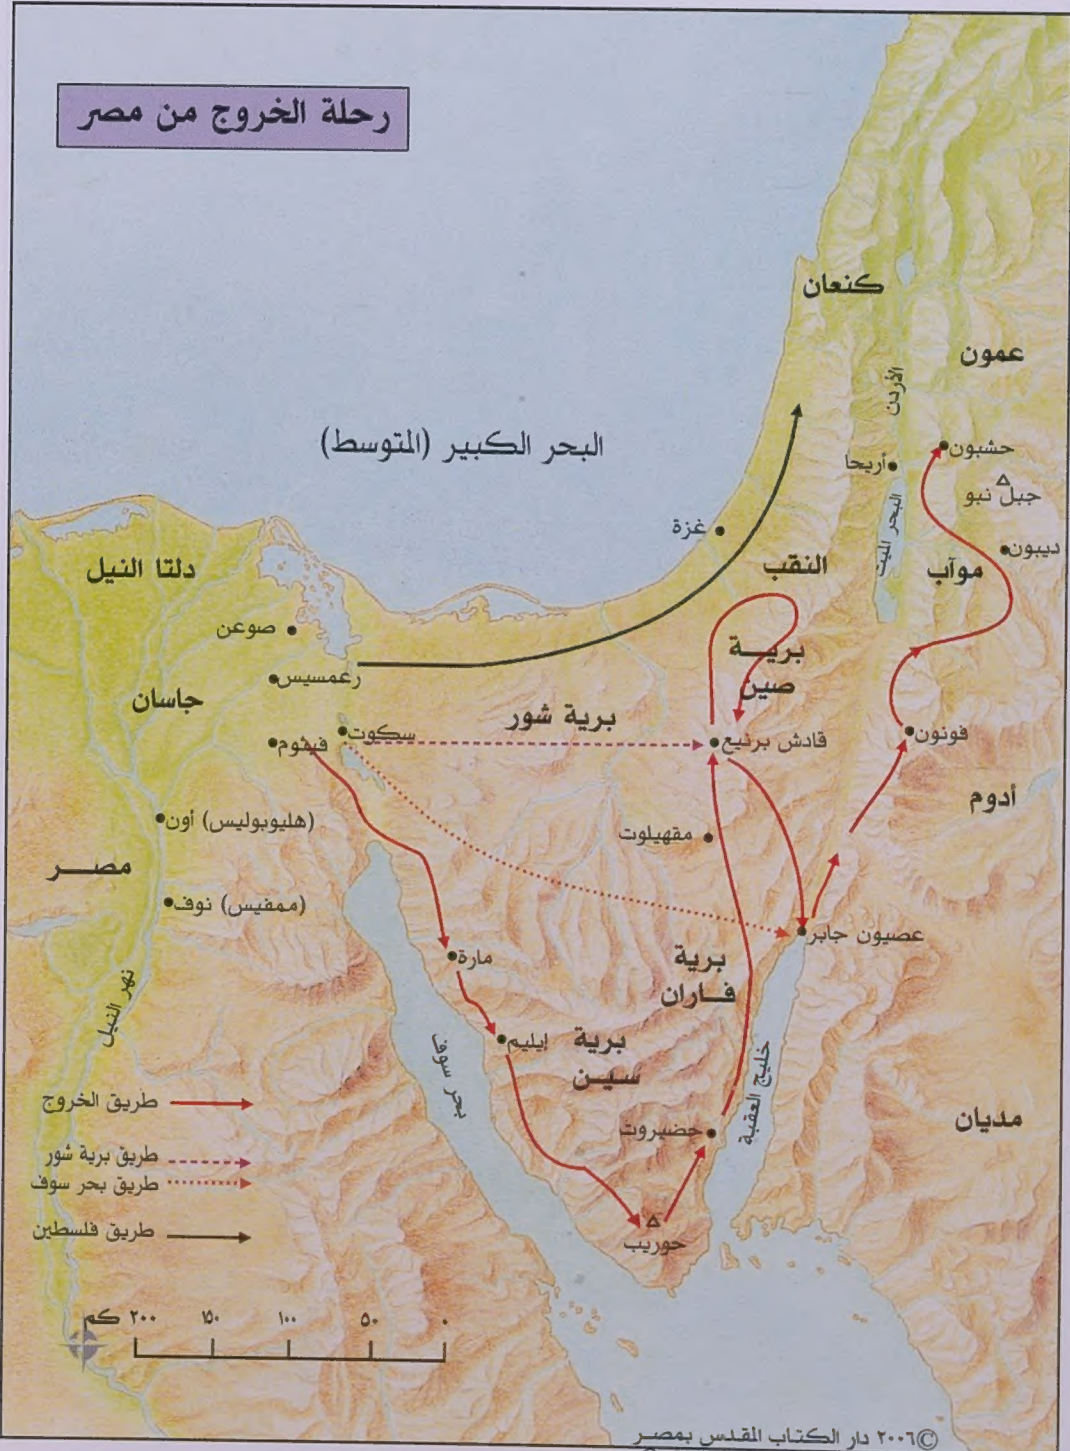 رحلة الخروج من مصر
كنعان
عمون
الأردن
البحر الكبير (المتوسط)
حشبون
أريحا
جبل نبو
البحر الميت
غزة
ديبون
دلتا النيل
النقب
موآب
صوعن
برية
صين
رعمسيس
جاسان
برية شور
سكوت
فيثوم
قادش برنيع
فونون
أدوم
(هليوبوليس) أون
مقهيلوت
مصر
(ممفيس) نوف
عصيون جابر
مارة
برية
فاران
نهر النيل
إيليم
برية
سين
بحر سوف
خليج العقبة
طريق الخروج
مديان
حضيروت
طريق برية شور
طريق بحر سوف
حوريب
طريق فلسطين
كم ٢٠٠ ١٥٠ ١٠٠ ٥٠ ٠
©٢٠٠٦ دار الكتاب المقدس بمصر